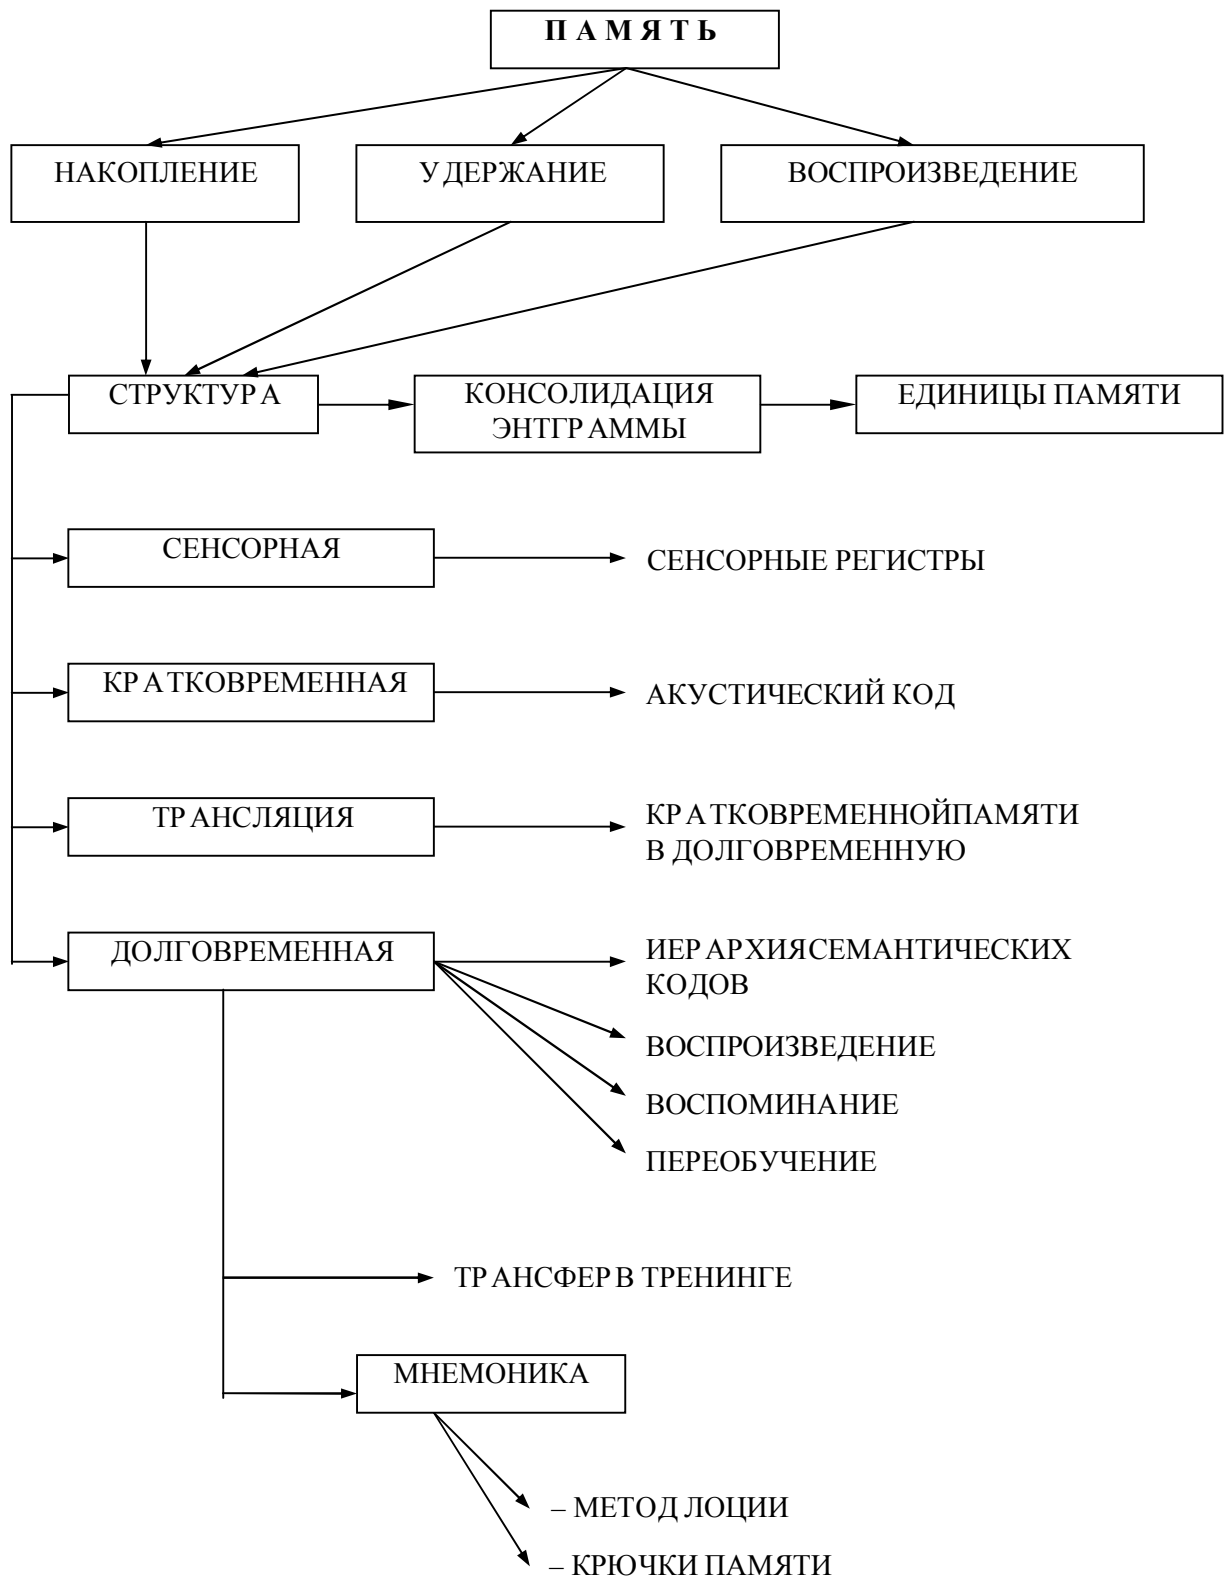 П А М Я Т Ь
НАКОПЛЕНИЕ
УДЕРЖАНИЕ
ВОСПРОИЗВЕДЕНИЕ
СТРУКТУРА
КОНСОЛИДАЦИЯ
ЭНТГРАММЫ
ЕДИНИЦЫ ПАМЯТИ
СЕНСОРНАЯ
СЕНСОРНЫЕ РЕГИСТРЫ
КРАТКОВРЕМЕННАЯ
АКУСТИЧЕСКИЙ КОД
ТРАНСЛЯЦИЯ
КРАТКОВРЕМЕННОЙПАМЯТИ
В ДОЛГОВРЕМЕННУЮ
ДОЛГОВРЕМЕННАЯ
ИЕРАРХИЯСЕМАНТИЧЕСКИХ
КОДОВ
ВОСПРОИЗВЕДЕНИЕ
ВОСПОМИНАНИЕ
ПЕРЕОБУЧЕНИЕ
ТРАНСФЕР В ТРЕНИНГЕ
МНЕМОНИКА
– МЕТОД ЛОЦИИ
– КРЮЧКИ ПАМЯТИ